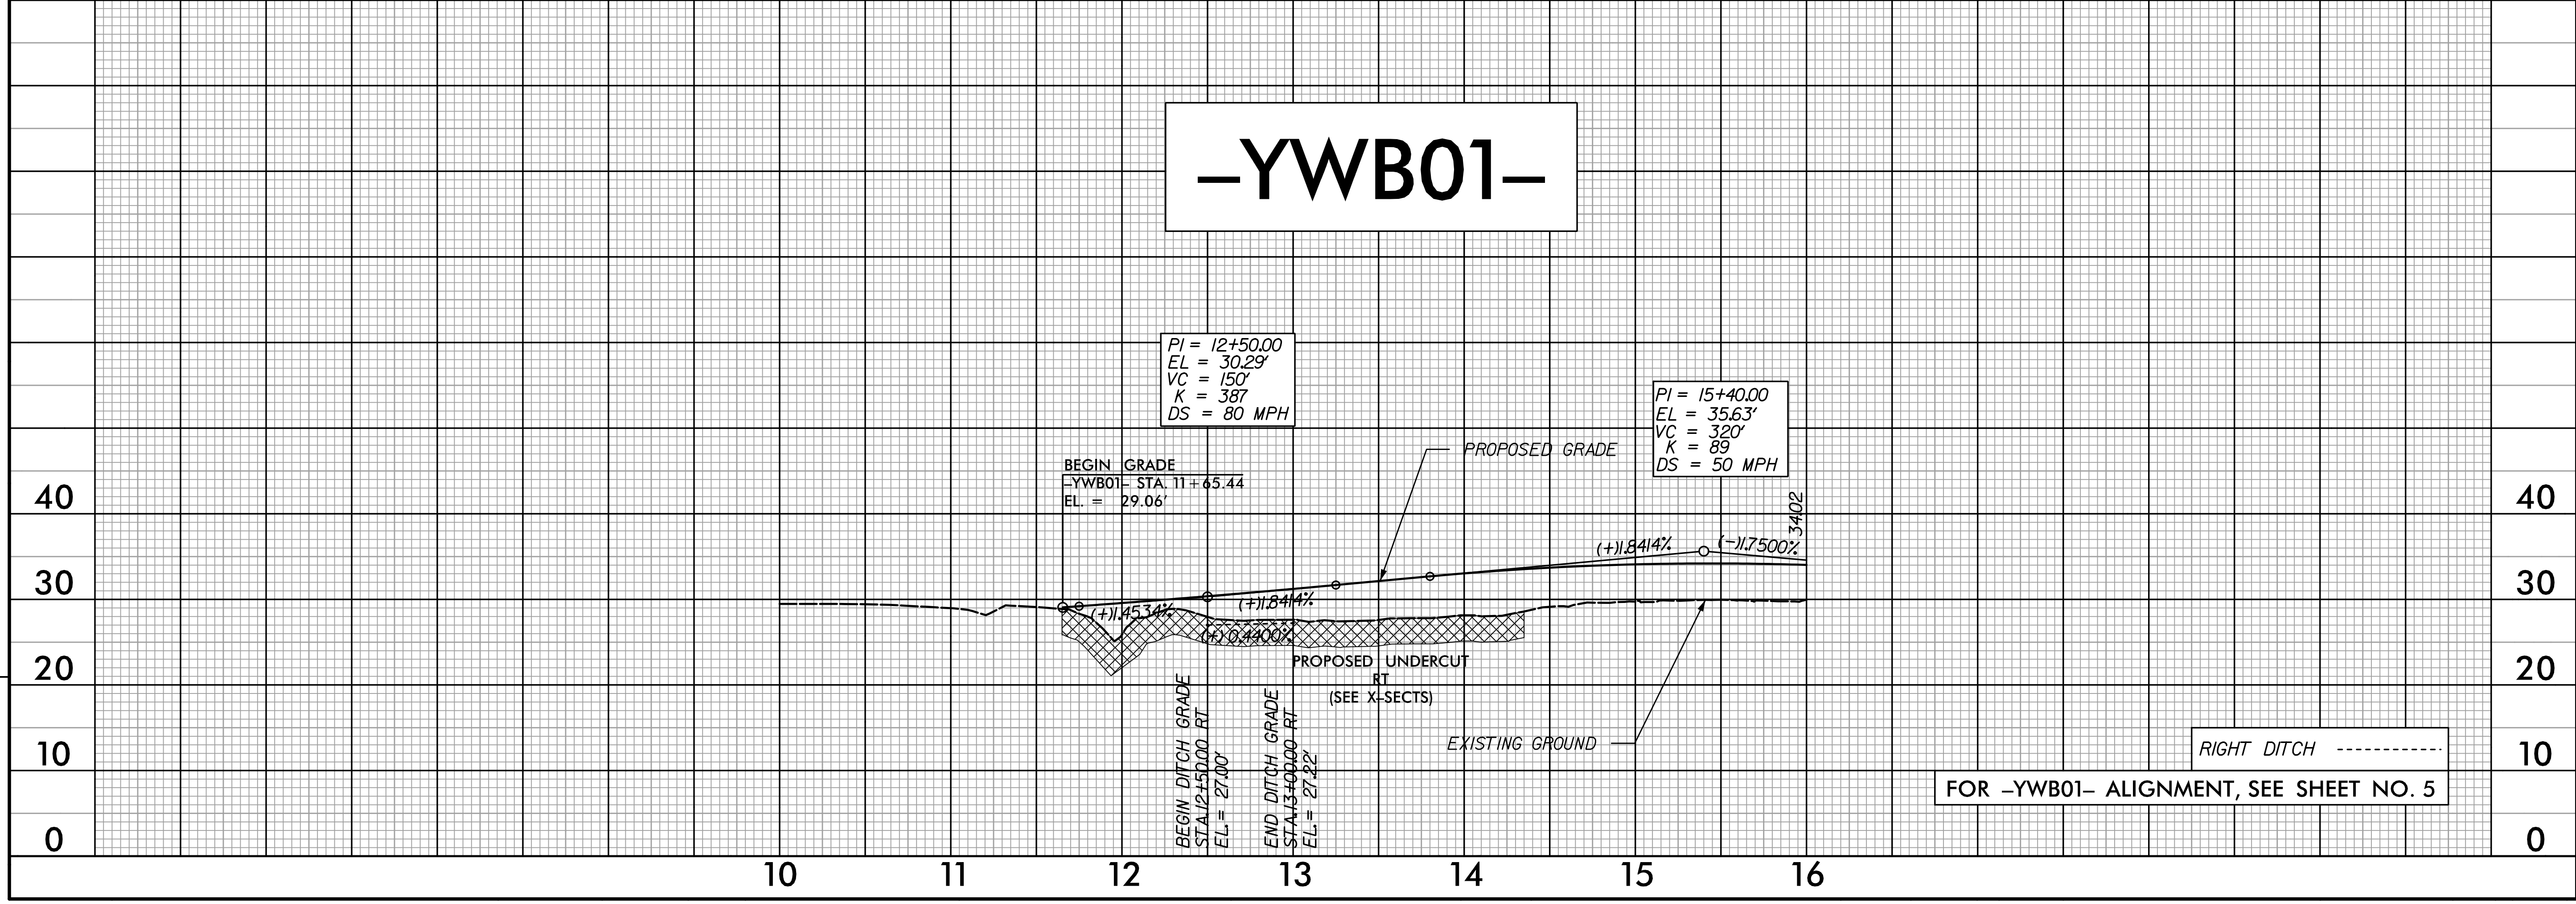 –YWB01–
PI = 12+50.00
EL = 30.29'
VC = 150'
K = 387
DS = 80 MPH
PI = 15+40.00
EL = 35.63'
VC = 320'
K = 89
DS = 50 MPH
PROPOSED GRADE
BEGIN GRADE
–YWB01– STA. 11+65.44
EL. = 29.06'
34.02
(+)1.8414%
(–)1.7500%
(+)1.4534%
(+)1.8414%
(+) 0.4400%
PROPOSED UNDERCUT
RT
(SEE X–SECTS)
BEGIN DITCH GRADE
STA.12+50.00 RT
EL.= 27.00'
END DITCH GRADE
STA.13+00.00 RT
EL.= 27.22'
EXISTING GROUND
RIGHT DITCH
FOR –YWB01– ALIGNMENT, SEE SHEET NO. 5
40 40
30 30
20 20
10 10
0 0
10 11 12 13 14 15 16